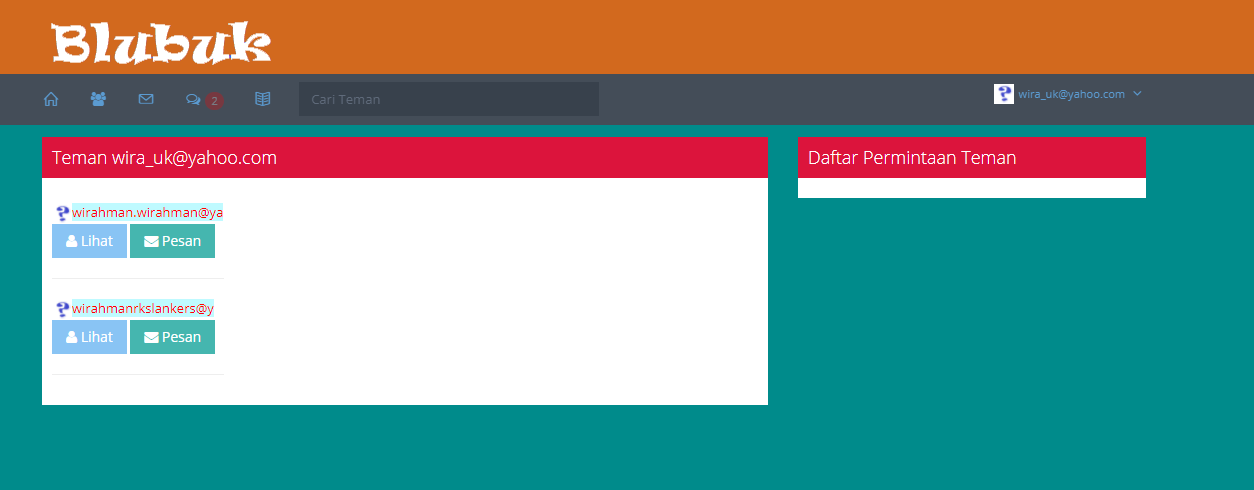 Blubuk
2
Cari Teman
wira_uk@yahoo.com
Teman wira_uk@yahoo.com
wirahman.wirahman@ya
Lihat
Pesan
wirahmanrkslankers@y
Lihat
Pesan
Daftar Permintaan Teman